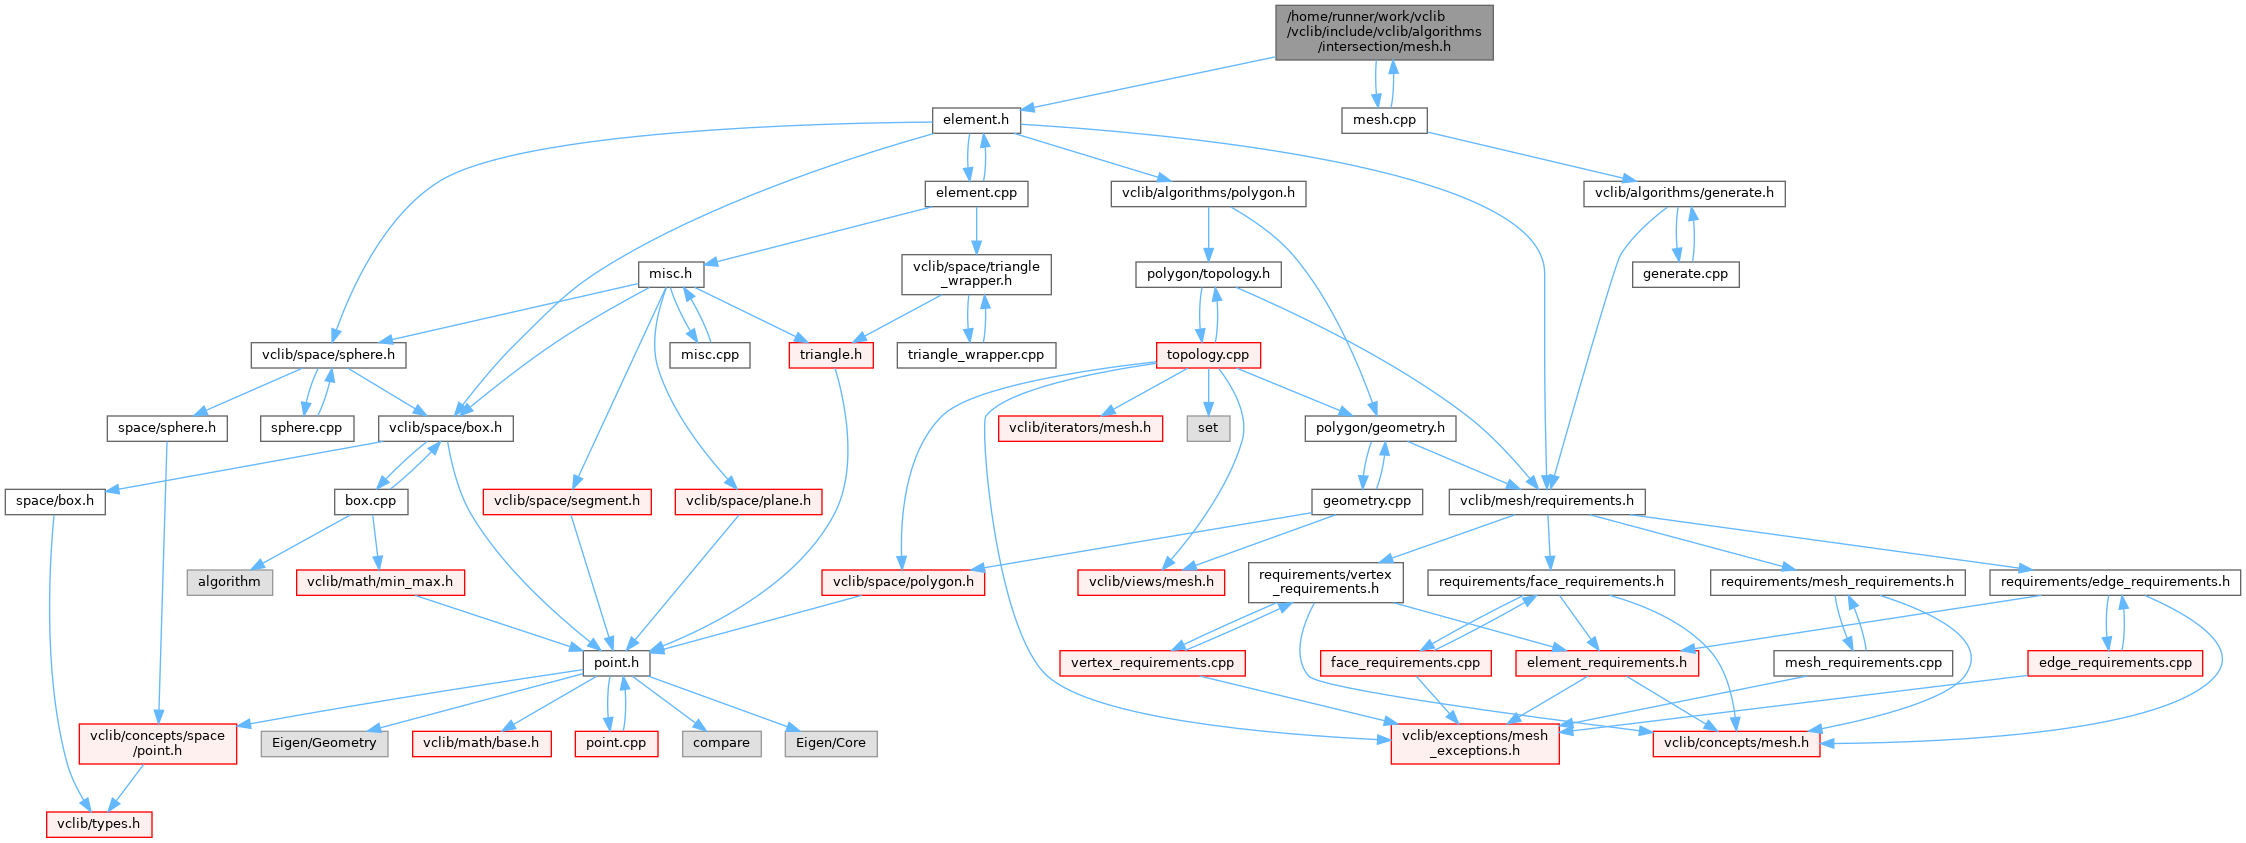 /home/runner/work/vclib
/vclib/include/vclib/algorithms
/intersection/mesh.h
element.h
mesh.cpp
element.cpp
vclib/algorithms/polygon.h
vclib/algorithms/generate.h
misc.h
vclib/space/triangle
_wrapper.h
polygon/topology.h
generate.cpp
vclib/space/sphere.h
misc.cpp
triangle.h
triangle_wrapper.cpp
topology.cpp
space/sphere.h
sphere.cpp
vclib/space/box.h
vclib/iterators/mesh.h
set
polygon/geometry.h
space/box.h
box.cpp
vclib/space/segment.h
vclib/space/plane.h
geometry.cpp
vclib/mesh/requirements.h
algorithm
vclib/math/min_max.h
vclib/space/polygon.h
vclib/views/mesh.h
requirements/vertex
_requirements.h
requirements/face_requirements.h
requirements/mesh_requirements.h
requirements/edge_requirements.h
point.h
vertex_requirements.cpp
face_requirements.cpp
element_requirements.h
mesh_requirements.cpp
edge_requirements.cpp
vclib/concepts/space
/point.h
Eigen/Geometry
vclib/math/base.h
point.cpp
compare
Eigen/Core
vclib/exceptions/mesh
_exceptions.h
vclib/concepts/mesh.h
vclib/types.h